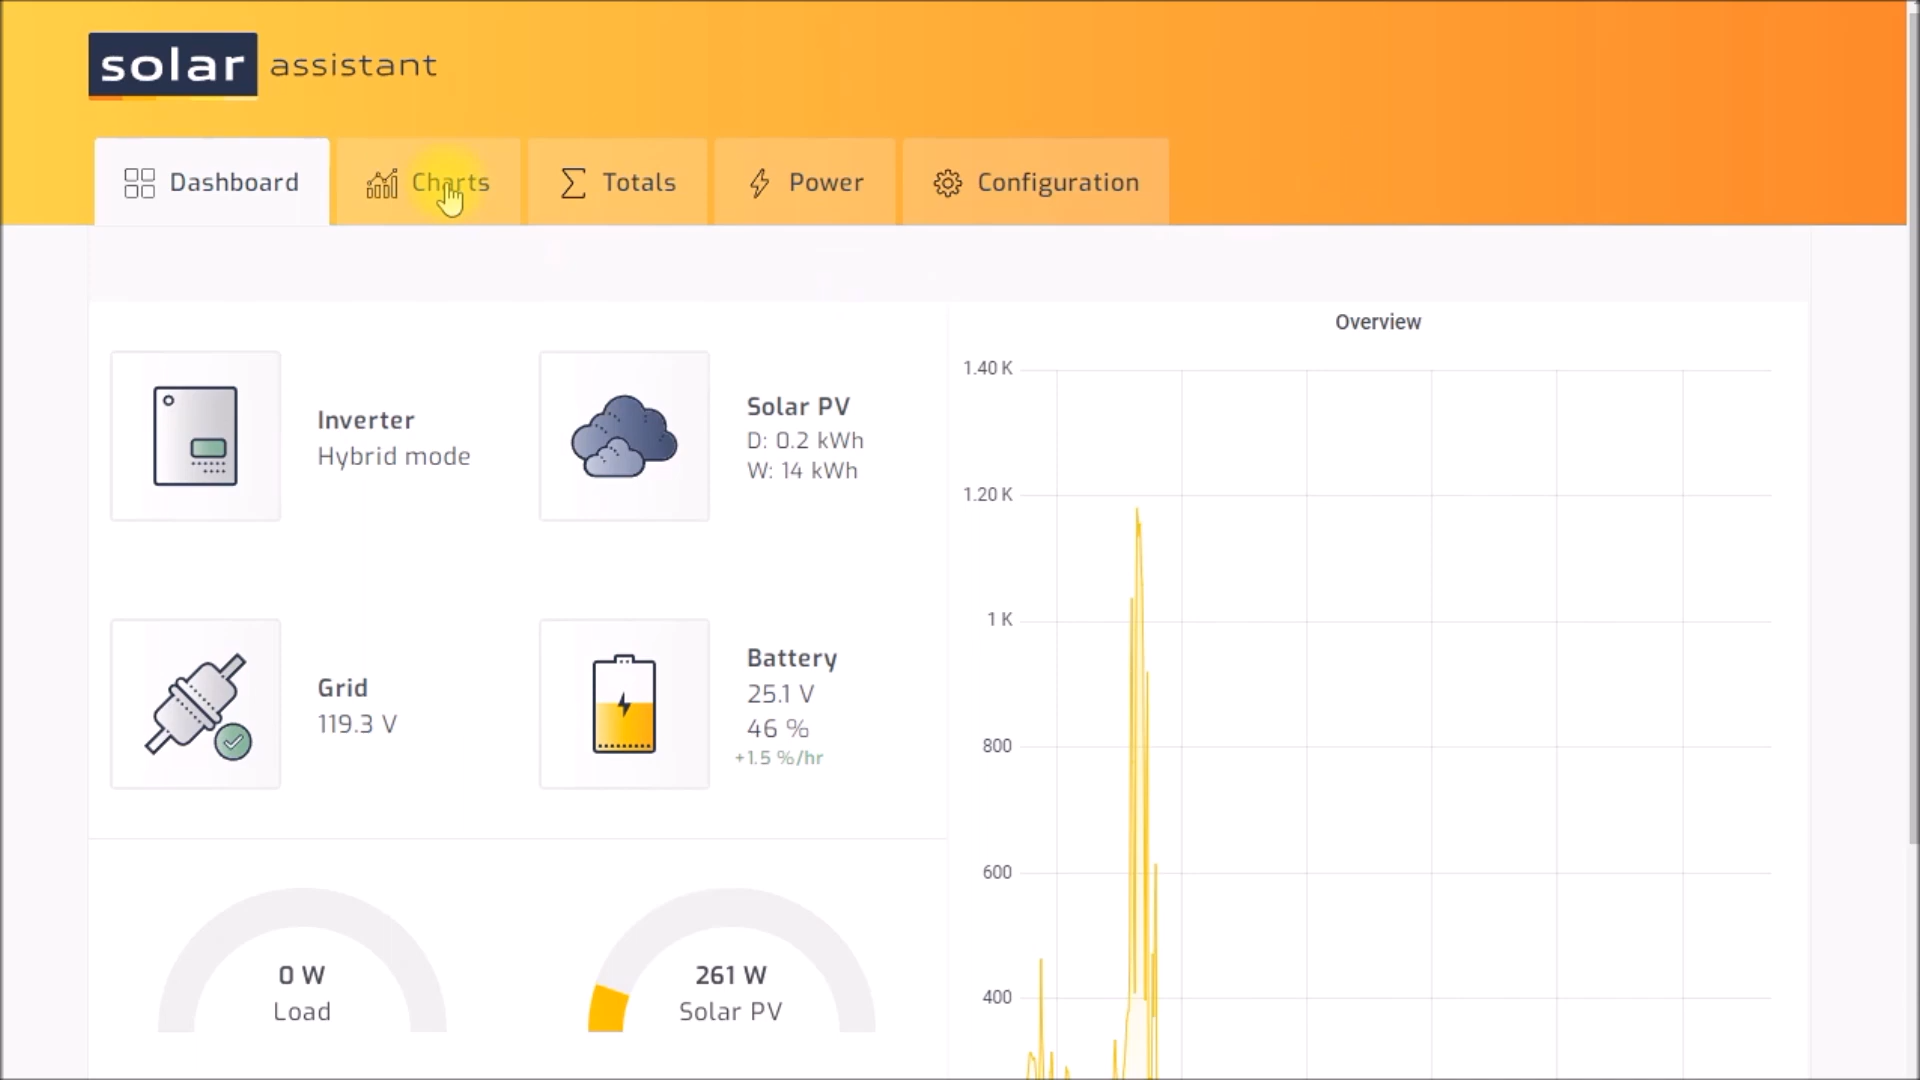 solar assistant
Dashboard
Charts
Totals
Power
Configuration
Inverter
Hybrid mode
Solar PV
D: 0.2 kWh
W: 14 kWh
Grid
119.3 V
Battery
25.1 V
46 %
+1.5 %/hr
0 W
Load
261 W
Solar PV
Overview
1.40 K
1.20 K
1 K
800
600
400